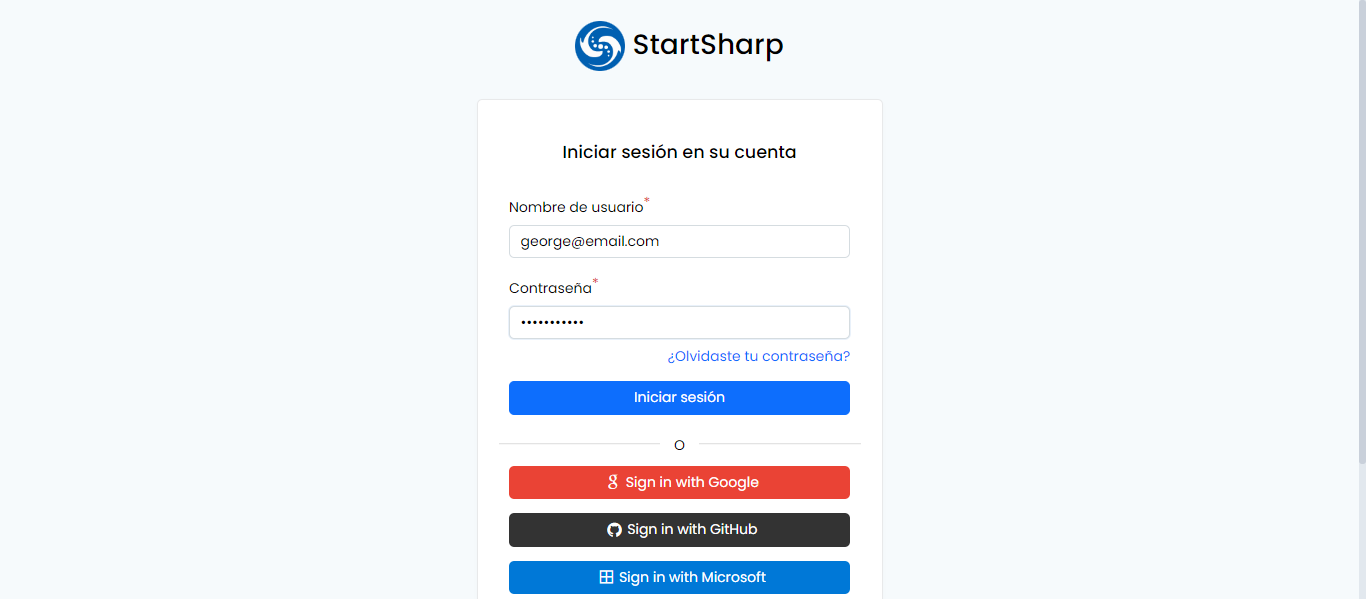 StartSharp
Iniciar sesión en su cuenta
Nombre de usuario*
george@email.com
Contraseña*
•••••••••••
¿Olvidaste tu contraseña?
Iniciar sesión
O
Sign in with Google
Sign in with GitHub
Sign in with Microsoft